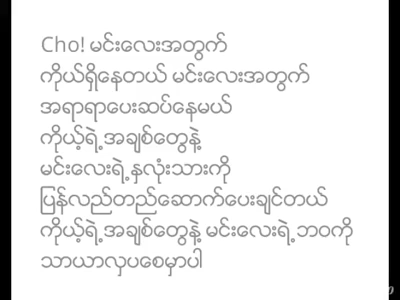 Cho! မင်းလေးအတွက်
ကိုယ်ရှိနေတယ် မင်းလေးအတွက်
အရာရာပေးဆပ်နေမယ်
ကိုယ့်ရဲ့အချစ်တွေနဲ့
မင်းလေးရဲ့နှလုံးသားကို
ပြန်လည်တည်ဆောက်ပေးချင်တယ်
ကိုယ့်ရဲ့အချစ်တွေနဲ့ မင်းလေးရဲ့ဘဝကို
သာယာလှပစေမှာပါ